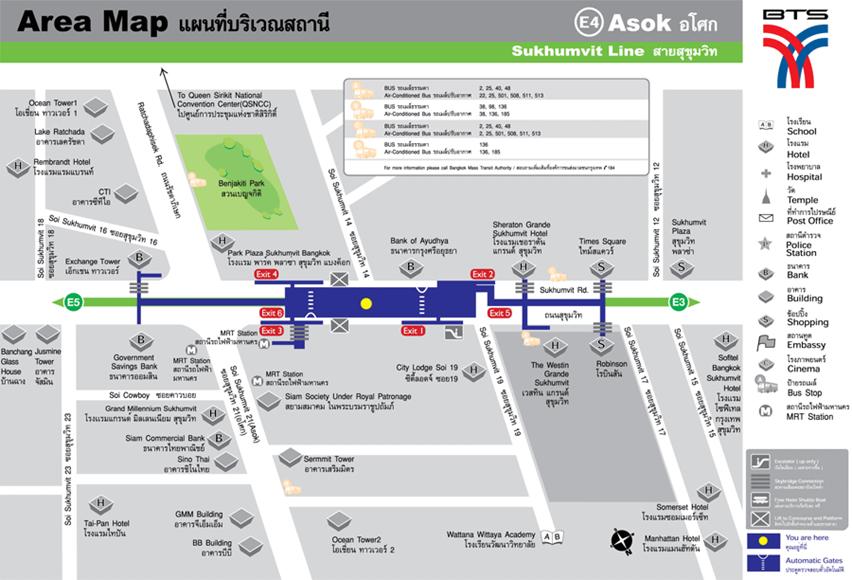 Area Map แผนที่บริเวณสถานี
E4 Asok อโศก
Sukhumvit Line สายสุขุมวิท
BTS
To Queen Sirikit National
Convention Center(QSNCC)
ไปศูนย์การประชุมแห่งชาติสิริกิติ์
BUS รถเมล์ธรรมดา 2, 25, 40, 48
Air-Conditioned Bus รถเมล์ปรับอากาศ 22, 25, 501, 508, 511, 513
BUS รถเมล์ธรรมดา 38, 98, 136
Air-Conditioned Bus รถเมล์ปรับอากาศ 38, 136, 185
BUS รถเมล์ธรรมดา 2, 25, 40, 48
Air-Conditioned Bus รถเมล์ปรับอากาศ 2, 25, 501, 508, 511, 513
BUS รถเมล์ธรรมดา 136
Air-Conditioned Bus รถเมล์ปรับอากาศ 136, 185
For more information please call Bangkok Mass Transit Authority / สอบถามเพิ่มเติมที่องค์การขนส่งมวลชนกรุงเทพ 184
Ocean Tower1
โอเชี่ยน ทาวเวอร์ 1
Lake Ratchada
อาคารเลครัชดา
Rembrandt Hotel
โรงแรมแรมแบรนท์
CTI
อาคารซีทีไอ
Ratchadaphisek Rd. ถนนรัชดาภิเษก
Benjakiti Park
สวนเบญจกิติ
Soi Sukhumvit 18 ซอยสุขุมวิท 18
Soi Sukhumvit 16 ซอยสุขุมวิท 16
Soi Sukhumvit 14 ซอยสุขุมวิท 14
Soi Sukhumvit 12 ซอยสุขุมวิท 12
Exchange Tower
เอ็กเชน ทาวเวอร์
Park Plaza Sukhumvit Bangkok
โรงแรม พาร์ค พลาซา สุขุมวิท แบงค็อก
Bank of Ayudhya
ธนาคารกรุงศรีอยุธยา
Sheraton Grande
Sukhumvit Hotel
โรงแรมเชอราตัน
แกรนด์ สุขุมวิท
Times Square
ไทม์สแควร์
Sukhumvit
Plaza
สุขุมวิท
พลาซ่า
Exit 4
Exit 2
Sukhumvit Rd.
ถนนสุขุมวิท
E5
E3
Exit 6
Exit 3
Exit 1
Exit 5
Banchang
Glass
House
บ้านฉาง
Jusmine
Tower
อาคาร
จัสมิน
Government
Savings Bank
ธนาคารออมสิน
MRT Station
สถานีรถไฟฟ้า
มหานคร
MRT Station
สถานีรถไฟฟ้ามหานคร
MRT Station
สถานีรถไฟฟ้ามหานคร
City Lodge Soi 19
ซิตี้ลอดจ์ ซอย19
The Westin
Grande
Sukhumvit
เวสทิน แกรนด์
สุขุมวิท
Robinson
โรบินสัน
Sofitel
Bangkok
Sukhumvit
Hotel
โรงแรม
โซฟิเทล
กรุงเทพ
สุขุมวิท
Soi Cowboy ซอยคาวบอย
Siam Society Under Royal Patronage
สยามสมาคม ในพระบรมราชูปถัมภ์
Grand Millennium Sukhumvit
โรงแรมแกรนด์ มิลเลนเนียม สุขุมวิท
Siam Commercial Bank
ธนาคารไทยพาณิชย์
Sino Thai
อาคารซิโนไทย
Soi Sukhumvit 23 ซอยสุขุมวิท 23
Soi Sukhumvit 21(Asok) ซอยสุขุมวิท 21(อโศก)
Soi Sukhumvit 19 ซอยสุขุมวิท 19
Soi Sukhumvit 17 ซอยสุขุมวิท 17
Soi Sukhumvit 15 ซอยสุขุมวิท 15
Sermmit Tower
อาคารเสริมมิตร
Tai-Pan Hotel
โรงแรมไทปัน
GMM Building
อาคารจีเอ็มเอ็ม
BB Building
อาคารบีบี
Ocean Tower2
โอเชี่ยน ทาวเวอร์ 2
Wattana Wittaya Academy
โรงเรียนวัฒนาวิทยาลัย
Somerset Hotel
โรงแรมซอมเมอร์เซ็ท
Manhattan Hotel
โรงแรมแมนฮัทตัน
โรงเรียน
School
โรงแรม
Hotel
โรงพยาบาล
Hospital
วัด
Temple
ที่ทำการไปรษณีย์
Post Office
สถานีตำรวจ
Police
Station
ธนาคาร
Bank
อาคาร
Building
ช้อปปิ้ง
Shopping
สถานทูต
Embassy
โรงภาพยนตร์
Cinema
ป้ายรถเมล์
Bus Stop
สถานีรถไฟฟ้ามหานคร
MRT Station
Escalator ( up only )
Skybridge Connection
Free Hotel Shuttle Boat
Lift to Concourse and Platform
You are here
คุณอยู่ที่นี่
Automatic Gates
ประตูตรวจสอบตั๋วอัตโนมัติ